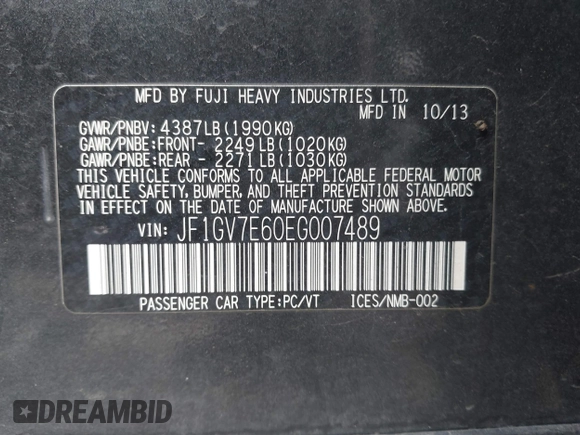 MFD BY FUJI HEAVY INDUSTRIES LTD.
MFD IN 10/13
GVWR/PNBV: 4387LB(1990KG)
GAWR/PNBE:FRONT- 2249LB(1020KG)
GAWR/PNBE:REAR - 2271LB(1030KG)
THIS VEHICLE CONFORMS TO ALL APPLICABLE FEDERAL MOTOR
VEHICLE SAFETY, BUMPER, AND THEFT PREVENTION STANDARDS
IN EFFECT ON THE DATE OF MANUFACTURE SHOWN ABOVE.
VIN: JF1GV7E60EG007489
PASSENGER CAR TYPE:PC/VT ICES/NMB-002
DREAMBID